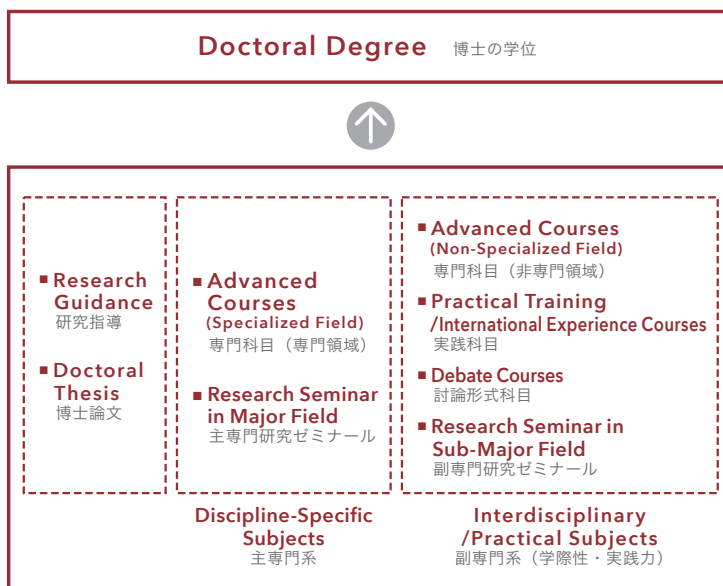 Doctoral Degree 博士の学位
■ Research
Guidance
研究指導
■ Doctoral
Thesis
博士論文
■ Advanced
Courses
(Specialized Field)
専門科目（専門領域）
■ Research Seminar
in Major Field
主専門研究ゼミナール
■ Advanced Courses
(Non-Specialized Field)
専門科目（非専門領域）
■ Practical Training
/International Experience Courses
実践科目
■ Debate Courses
討論形式科目
■ Research Seminar in
Sub-Major Field
副専門研究ゼミナール
Discipline-Specific
Subjects
主専門系
Interdisciplinary
/Practical Subjects
副専門系（学際性・実践力）